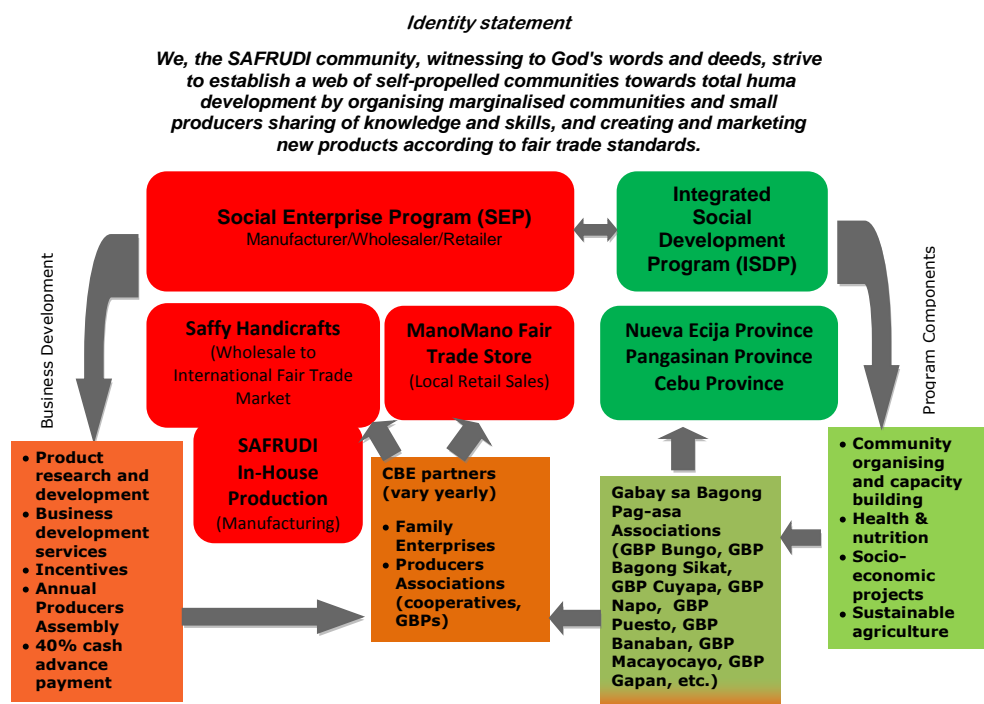 Identity statement
We, the SAFRUDI community, witnessing to God's words and deeds, strive
to establish a web of self-propelled communities towards total huma
development by organising marginalised communities and small
producers sharing of knowledge and skills, and creating and marketing
new products according to fair trade standards.
Social Enterprise Program (SEP)
Manufacturer/Wholesaler/Retailer
Integrated
Social
Development
Program (ISDP)
Business Development
Saffy Handicrafts
(Wholesale to
International Fair Trade
Market
ManoMano Fair
Trade Store
(Local Retail Sales)
Nueva Ecija Province
Pangasinan Province
Cebu Province
Program Components
SAFRUDI
In-House
Production
(Manufacturing)
• Product
research and
development
• Business
development
services
• Incentives
• Annual
Producers
Assembly
• 40% cash
advance
payment
CBE partners
(vary yearly)
• Family
Enterprises
• Producers
Associations
(cooperatives,
GBPs)
Gabay sa Bagong
Pag-asa
Associations
(GBP Bungo, GBP
Bagong Sikat,
GBP Cuyapa, GBP
Napo, GBP
Puesto, GBP
Banaban, GBP
Macayocayo, GBP
Gapan, etc.)
• Community
organising
and capacity
building
• Health &
nutrition
• Socio-
economic
projects
• Sustainable
agriculture